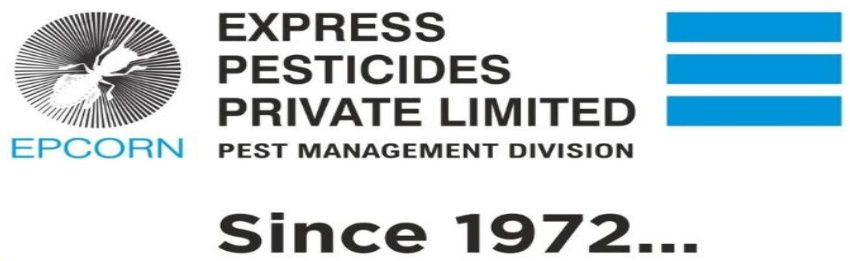 EXPRESS
PESTICIDES
PRIVATE LIMITED
EPCORN
PEST MANAGEMENT DIVISION
Since 1972...